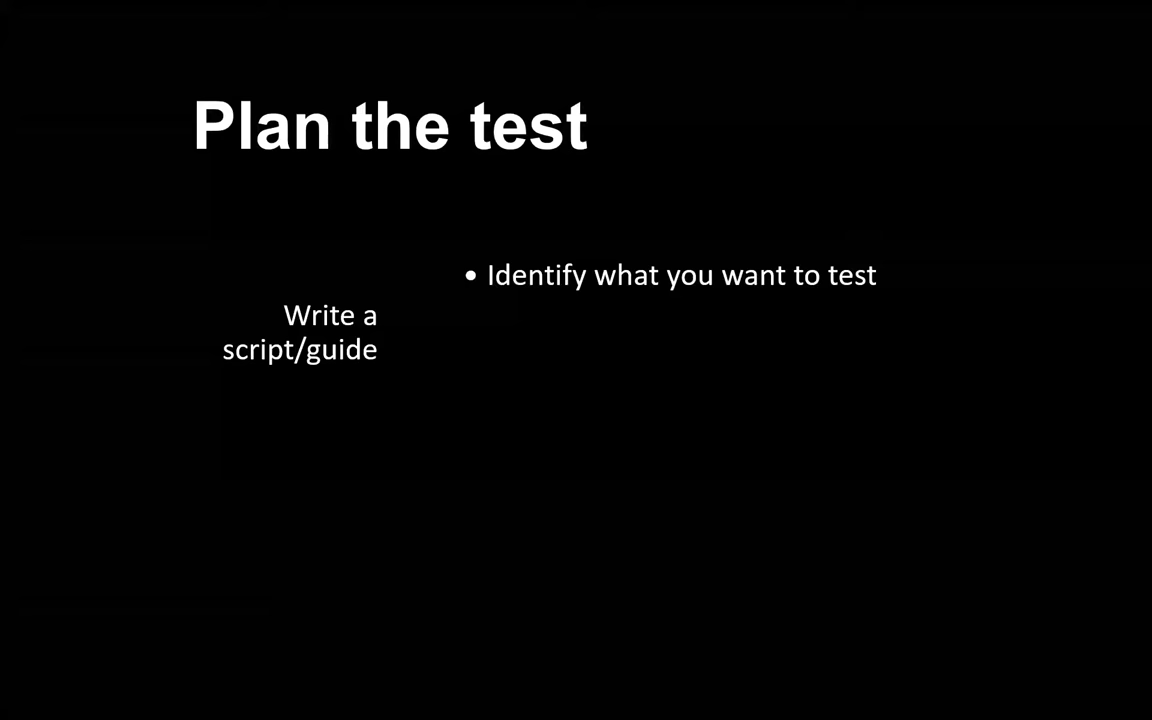 Plan the test
Write a
script/guide
• Identify what you want to test